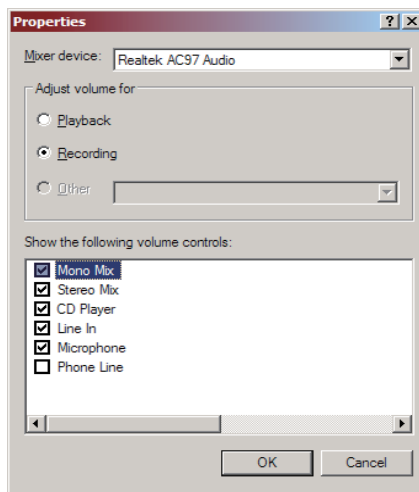 Properties
Mixer device: Realtek AC97 Audio
Adjust volume for
Playback
Recording
Other
Show the following volume controls:
Mono Mix
Stereo Mix
CD Player
Line In
Microphone
Phone Line
OK Cancel